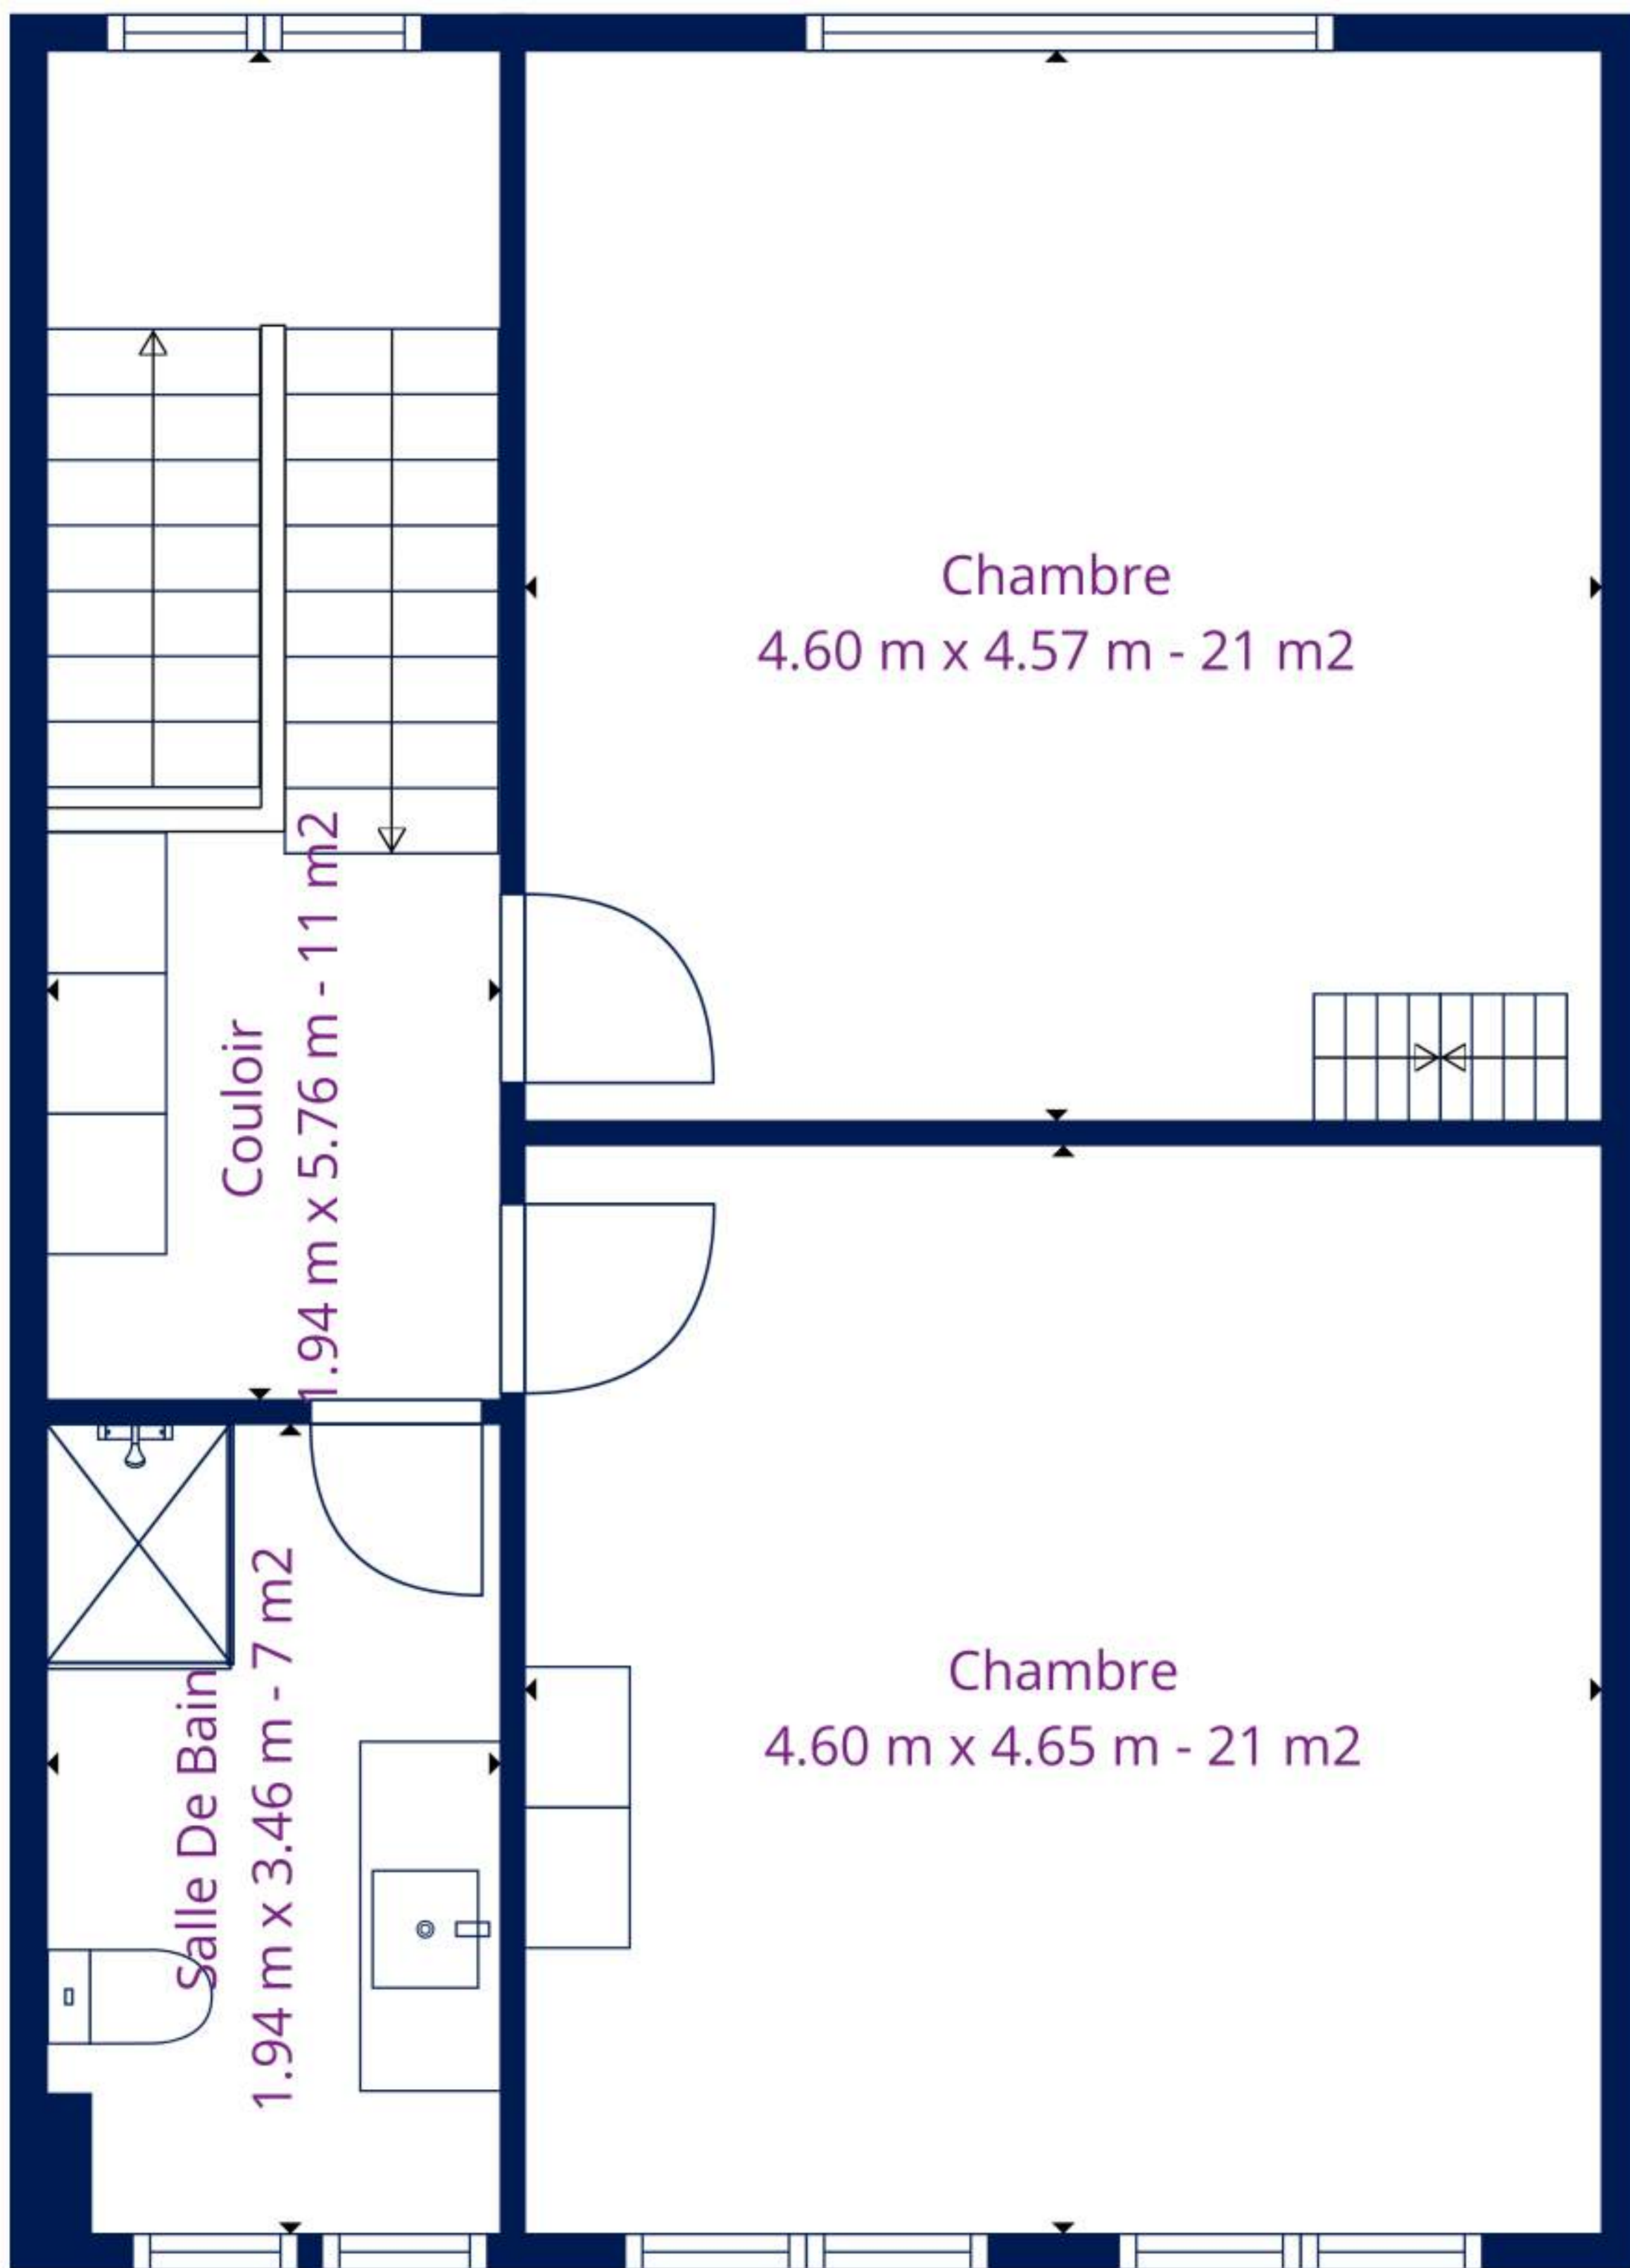 Chambre
4.60 m x 4.57 m - 21 m2
Couloir
1.94 m x 5.76 m - 11 m2
Chambre
4.60 m x 4.65 m - 21 m2
Salle De Bain
1.94 m x 3.46 m - 7 m2